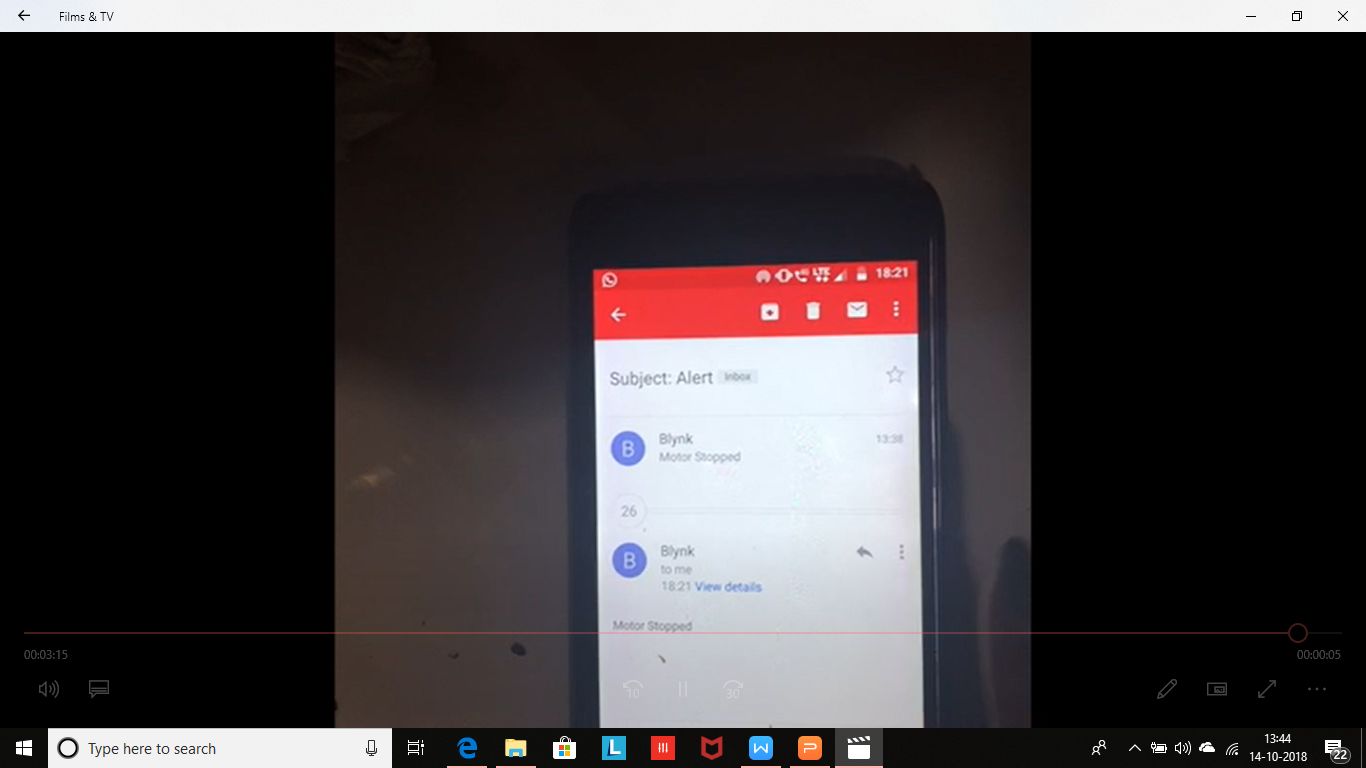 Films & TV
18:21
Subject: Alert Inbox
B Blynk 13:38
Motor Stopped
26
B Blynk
to me
18:21 View details
Motor Stopped
00:03:15 00:00:05
10 30
Type here to search
13:44
14-10-2018
22